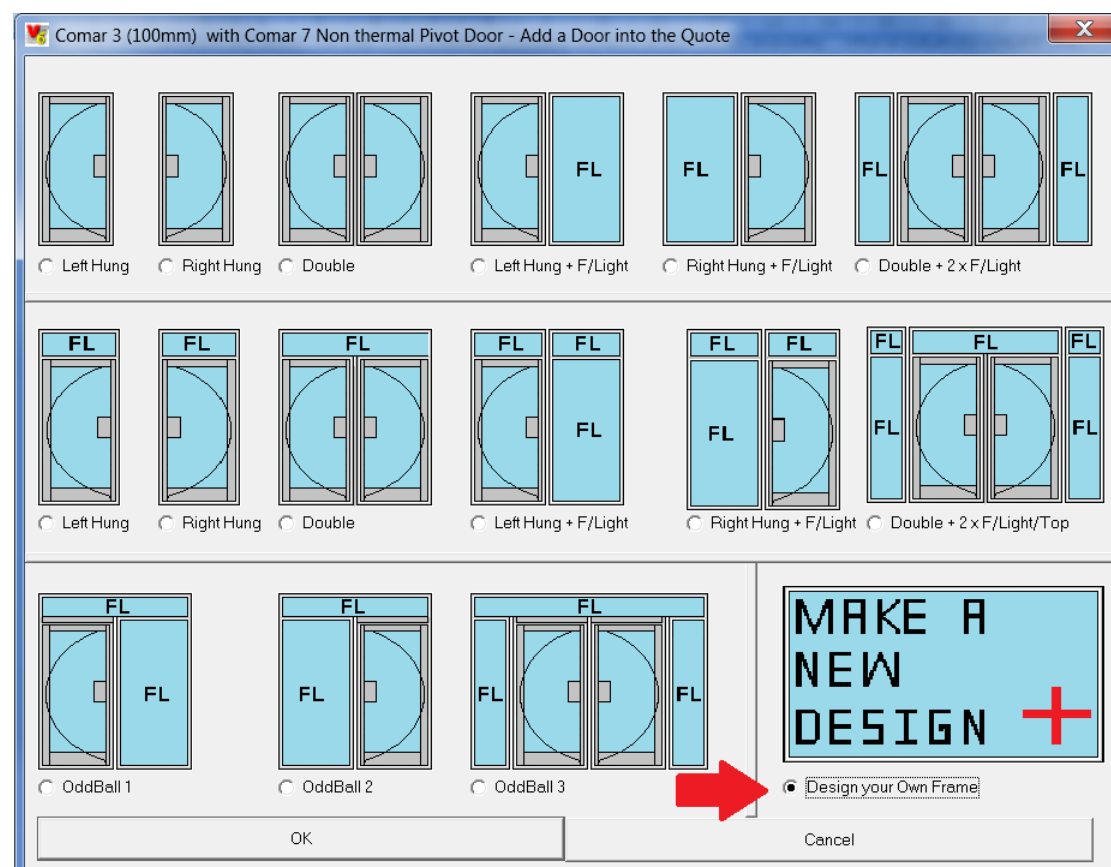 Comar 3 (100mm)  with Comar 7 Non thermal Pivot Door - Add a Door into the Quote
X
FL FL FL FL
Left Hung Right Hung Double Left Hung + F/Light Right Hung + F/Light Double + 2 x F/Light
FL FL FL FL FL FL FL FL FL FL
FL FL FL FL
Left Hung Right Hung Double Left Hung + F/Light Right Hung + F/Light Double + 2 x F/Light/Top
FL FL FL
FL FL FL FL
MAKE A
NEW
DESIGN +
OddBall 1 OddBall 2 OddBall 3 Design your Own Frame
OK Cancel